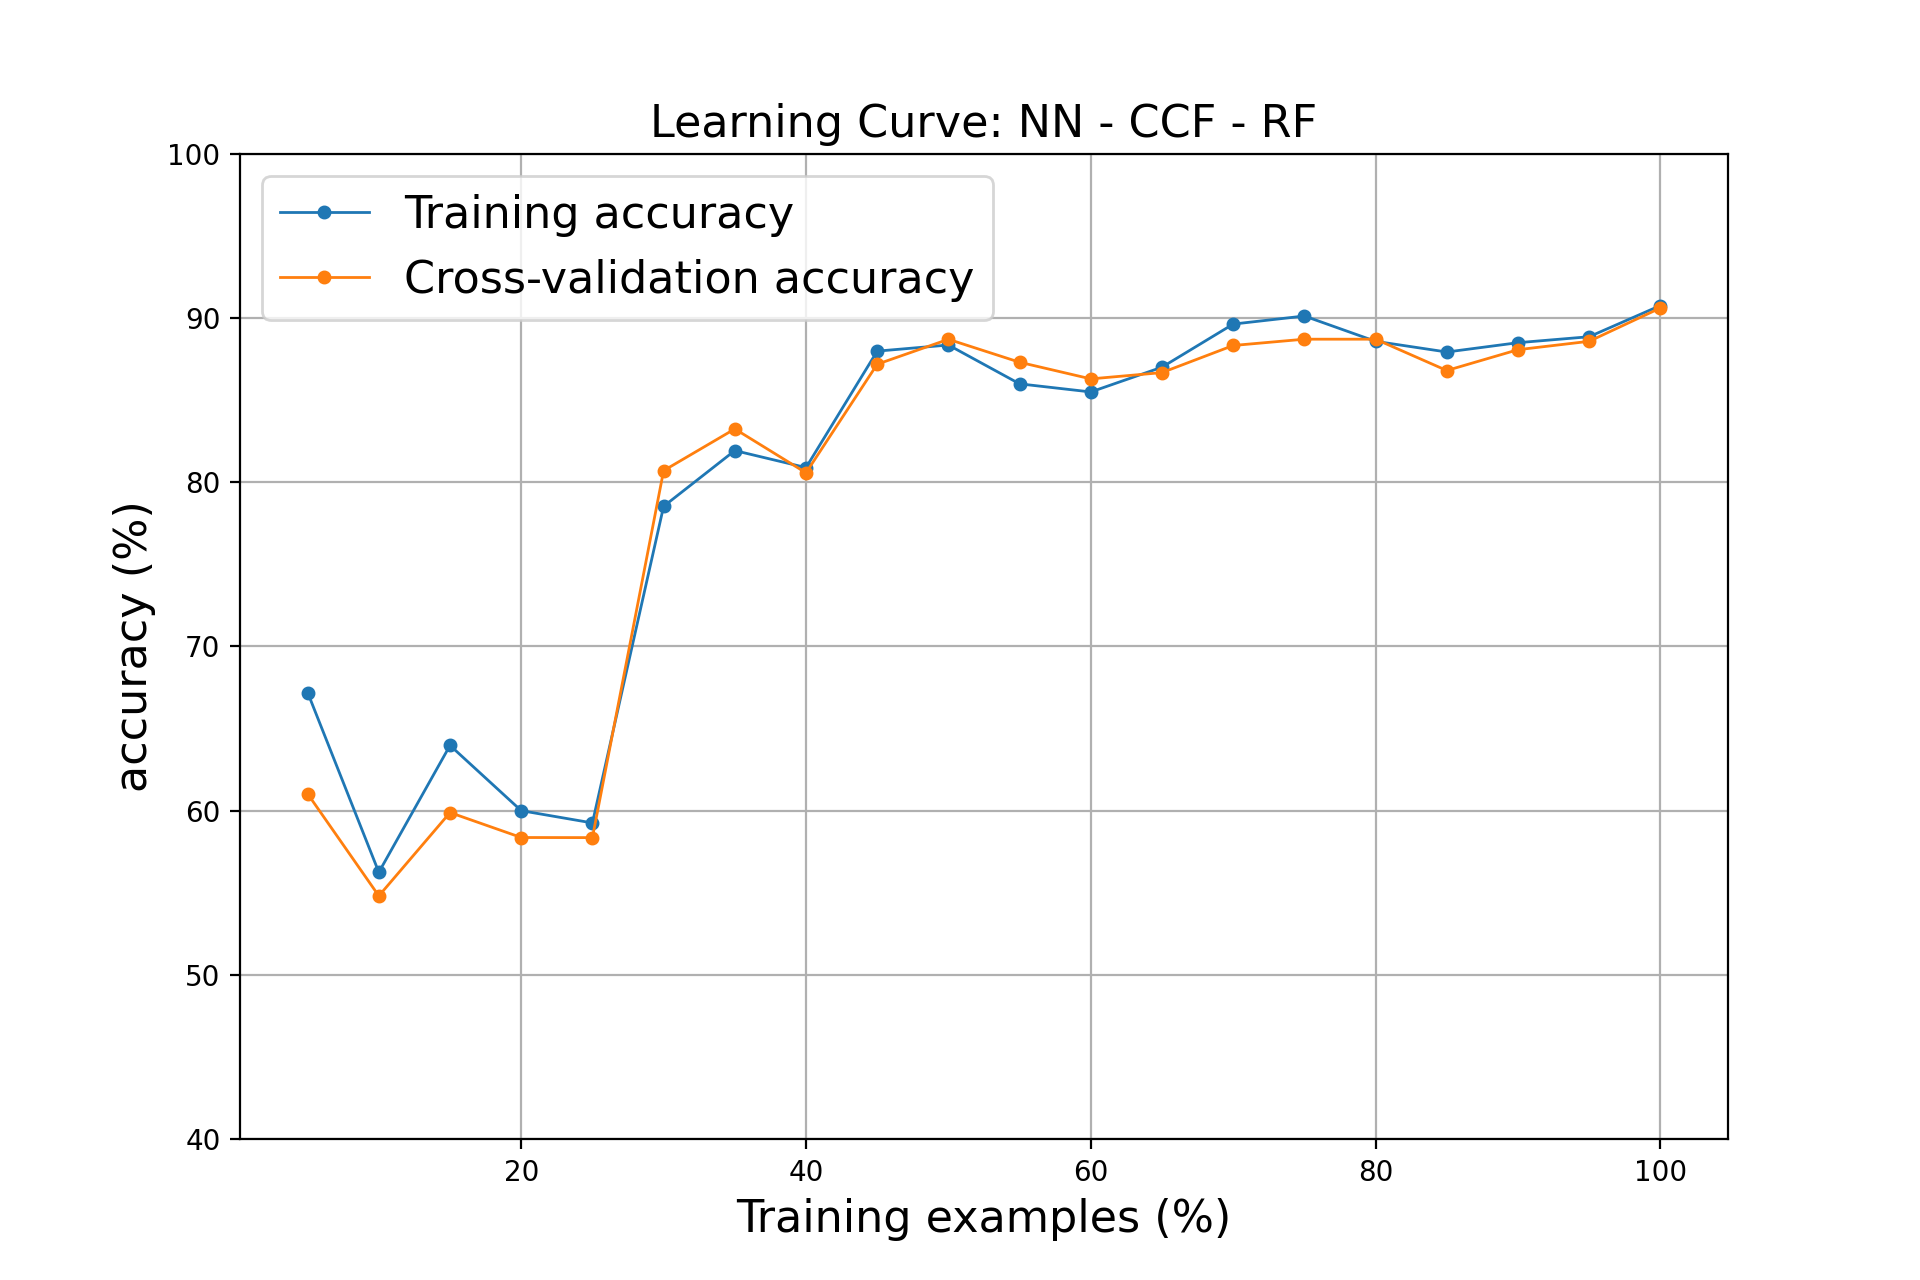 Learning Curve: NN - CCF - RF
100
90
80
70
60
50
40
Training accuracy
Cross-validation accuracy
accuracy (%)
20 40 60 80 100
Training examples (%)